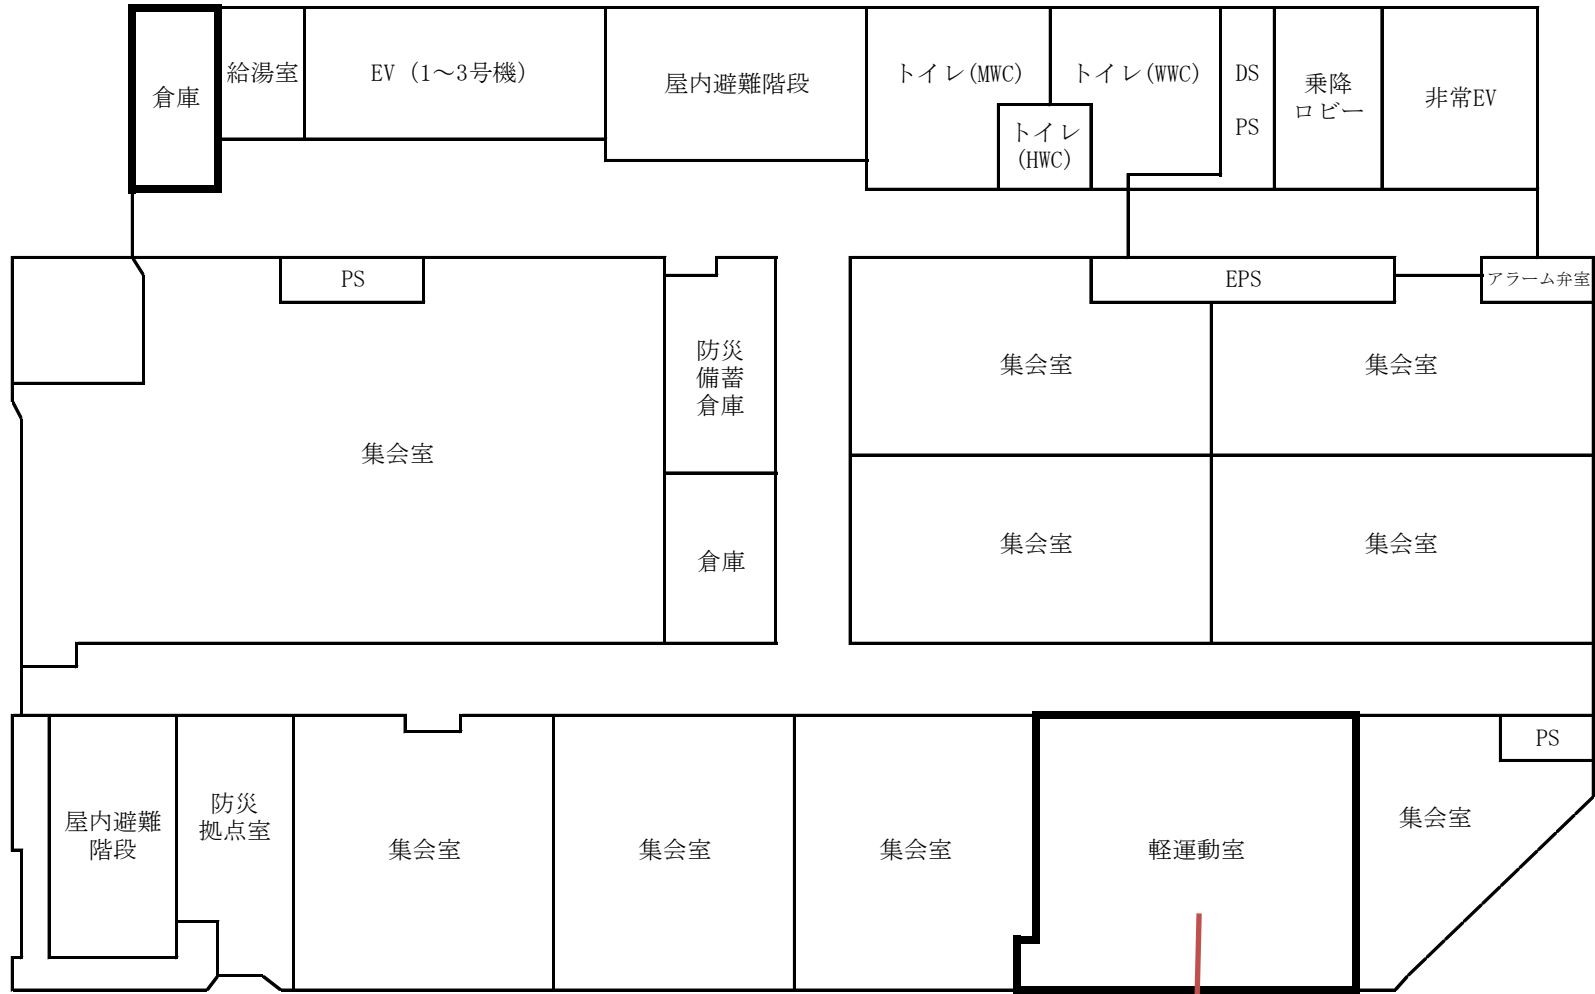 倉庫
給湯室
EV（1～3号機）
屋内避難階段
トイレ(MWC)
トイレ(WWC)
トイレ
(HWC)
DS
PS
乗降
ロビー
非常EV
PS
EPS
アラーム弁室
防災
備蓄
倉庫
集会室
集会室
集会室
倉庫
集会室
集会室
屋内避難
階段
防災
拠点室
集会室
集会室
集会室
軽運動室
集会室
PS